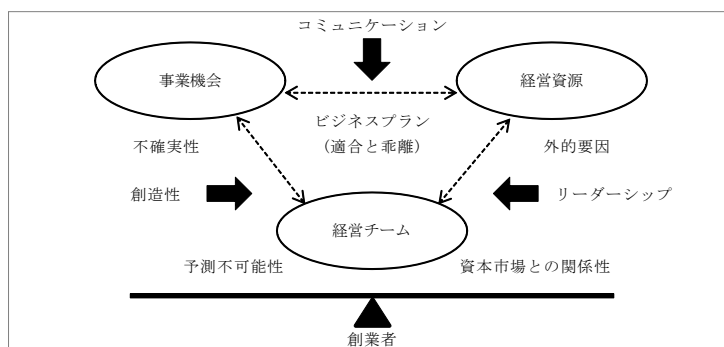 コミュニケーション
事業機会
経営資源
ビジネスプラン
(適合と乖離)
不確実性
外的要因
創造性
リーダーシップ
経営チーム
予測不可能性
資本市場との関係性
創業者